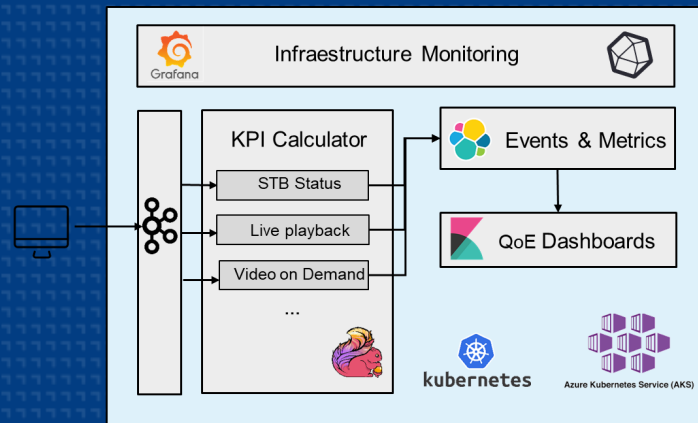 Grafana
Infraestructure Monitoring
KPI Calculator
STB Status
Live playback
Video on Demand
...
Events & Metrics
QoE Dashboards
kubernetes
Azure Kubernetes Service (AKS)